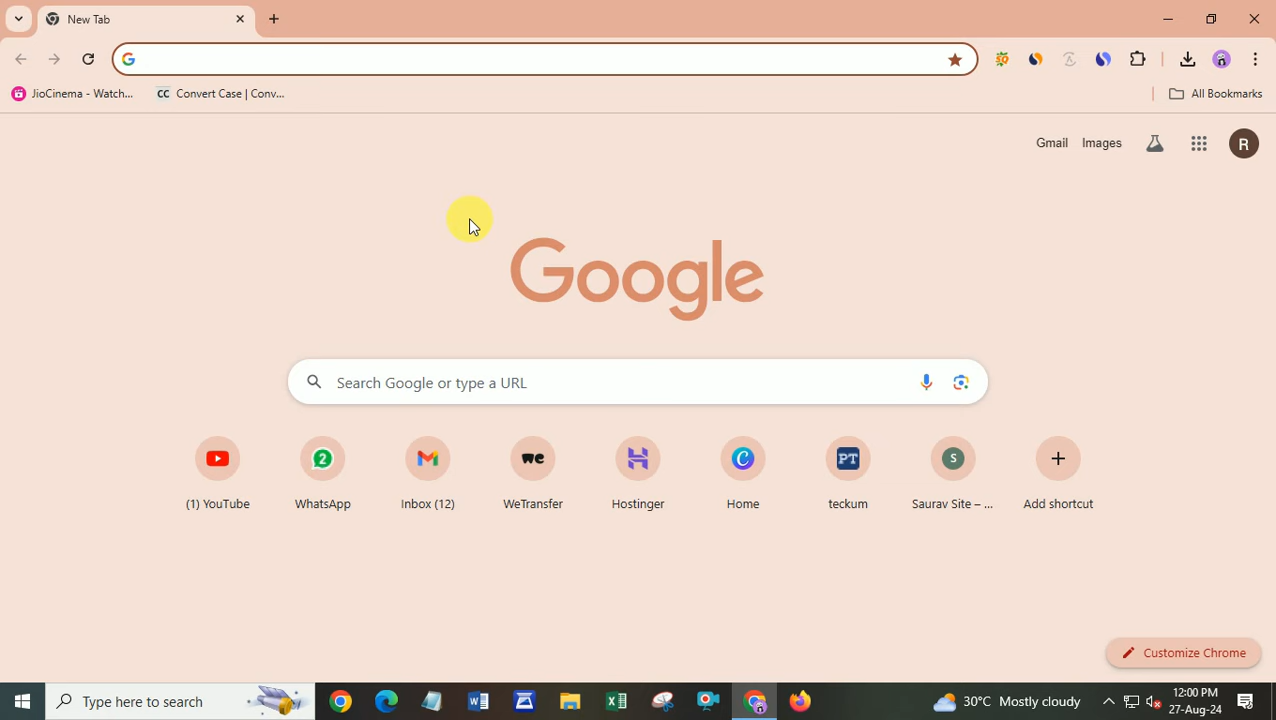 New Tab
JioCinema - Watch... CC Convert Case | Conv... All Bookmarks
Gmail Images R
Google
Search Google or type a URL
(1) YouTube WhatsApp Inbox (12) WeTransfer Hostinger Home teckum Saurav Site – ... Add shortcut
Customize Chrome
Type here to search 30°C Mostly cloudy 12:00 PM
27-Aug-24